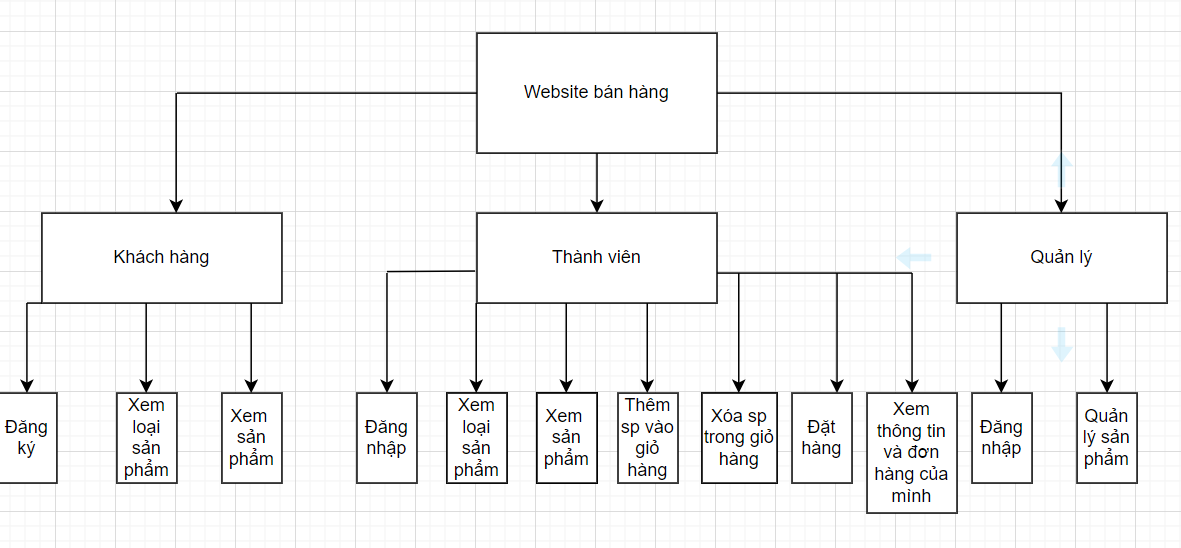 Website bán hàng
Khách hàng
Thành viên
Quản lý
Đăng
ký
Xem
loại
sản
phẩm
Xem
sản
phẩm
Đăng
nhập
Xem
loại
sản
phẩm
Xem
sản
phẩm
Thêm
sp vào
giỏ
hàng
Xóa sp
trong giỏ
hàng
Đặt
hàng
Xem
thông tin
và đơn
hàng của
mình
Đăng
nhập
Quản
lý sản
phẩm